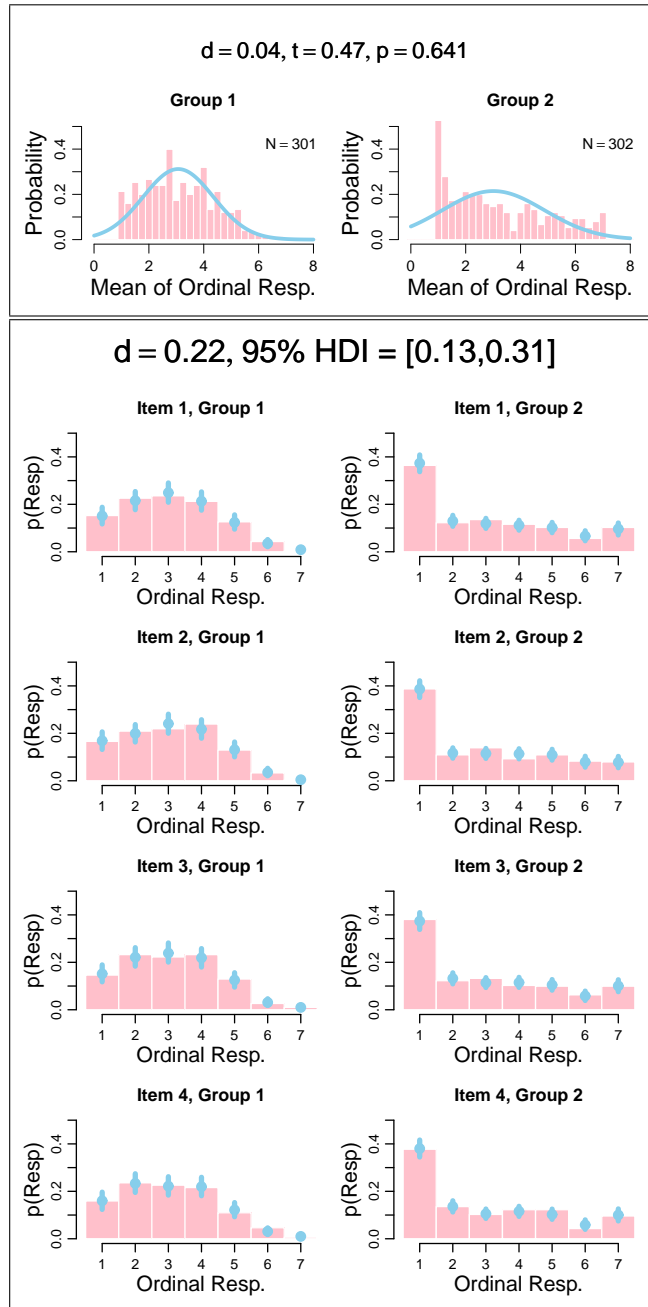 d = 0.04, t = 0.47, p = 0.641
Group 1
Group 2
Probability
0.0 0.2 0.4
N = 301
0 2 4 6 8
Mean of Ordinal Resp.
Probability
0.0 0.2 0.4
N = 302
0 2 4 6 8
Mean of Ordinal Resp.
d = 0.22, 95% HDI = [0.13,0.31]
Item 1, Group 1
p(Resp)
0.0 0.2 0.4
1 2 3 4 5 6 7
Ordinal Resp.
Item 1, Group 2
p(Resp)
0.0 0.2 0.4
1 2 3 4 5 6 7
Ordinal Resp.
Item 2, Group 1
p(Resp)
0.0 0.2 0.4
1 2 3 4 5 6 7
Ordinal Resp.
Item 2, Group 2
p(Resp)
0.0 0.2 0.4
1 2 3 4 5 6 7
Ordinal Resp.
Item 3, Group 1
p(Resp)
0.0 0.2 0.4
1 2 3 4 5 6 7
Ordinal Resp.
Item 3, Group 2
p(Resp)
0.0 0.2 0.4
1 2 3 4 5 6 7
Ordinal Resp.
Item 4, Group 1
p(Resp)
0.0 0.2 0.4
1 2 3 4 5 6 7
Ordinal Resp.
Item 4, Group 2
p(Resp)
0.0 0.2 0.4
1 2 3 4 5 6 7
Ordinal Resp.